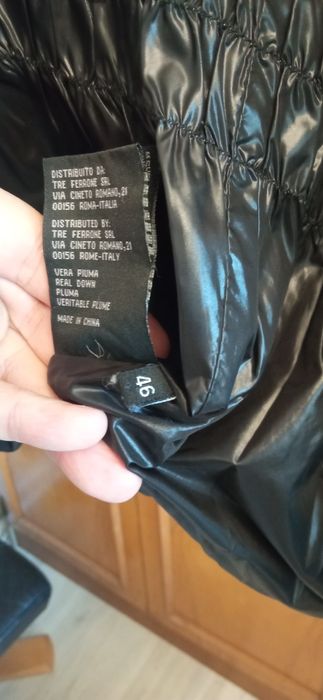 DISTRIBUITO DA:
TRE FERRONE SRL
VIA CINETO ROMANO,21
00156 ROMA-ITALIA
DISTRIBUTED BY:
TRE FERRONE SRL
VIA CINETO ROMANO,21
00156 ROME-ITALY
VERA PIUMA
REAL DOWN
PLUMA
VERITABLE PLUME
MADE IN CHINA
46